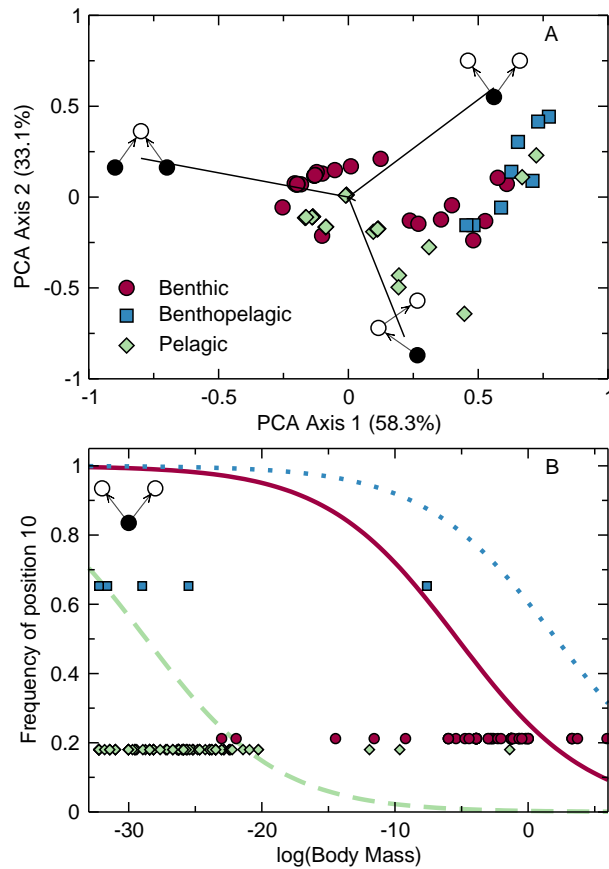 1
A
0.5
0
-0.5
-1
PCA Axis 2 (33.1%)
Benthic
Benthopelagic
Pelagic
-1
-0.5
0
0.5
1
PCA Axis 1 (58.3%)
1
B
0.8
0.6
0.4
0.2
0
Frequency of position 10
-30
-20
-10
0
log(Body Mass)